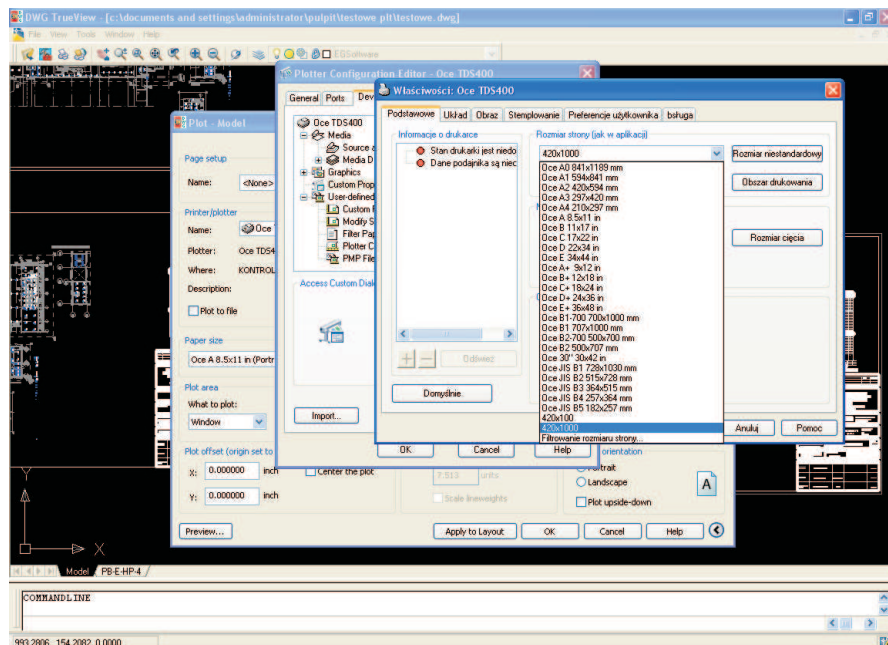 DWG TrueView - [c:\documents and settings\administrator\pulpit\testowe plt\testowe.dwg]
File View Tools Window Help
EGSoftware
Plotter Configuration Editor - Oce TDS400
General Ports
Oce TDS400
Media
Graphics
Access Custom
Import...
OK Cancel Help
Właściwości: Oce TDS400
Podstawowe Układ Obraz Stemplowanie Preferencje użytkownika bsługa
Informacje o drukarce
Stan drukarki jest niedo
Dane podajnika są niec
Odśwież
Domyślnie
Rozmiar strony (jak w aplikacji)
420x1000
Rozmiar niestandardowy
Obszar drukowania
Rozmiar cięcia
Oce A0 841x1189 mm
Oce A1 594x841 mm
Oce A2 420x594 mm
Oce A3 297x420 mm
Oce A4 210x297 mm
Oce A 8.5x11 in
Oce B 11x17 in
Oce C 17x22 in
Oce D 22x34 in
Oce E 34x44 in
Oce A+ 9x12 in
Oce B+ 12x18 in
Oce C+ 18x24 in
Oce D+ 24x36 in
Oce E+ 36x48 in
Oce B1-700 700x1000 mm
Oce B1 707x1000 mm
Oce B2-700 500x700 mm
Oce B2 500x707 mm
Oce 30'' 30x42 in
Oce JIS B1 728x1030 mm
Oce JIS B2 515x728 mm
Oce JIS B3 364x515 mm
Oce JIS B4 257x364 mm
Oce JIS B5 182x257 mm
420x100
420x1000
Filtrowanie rozmiaru strony...
Anuluj Pomoc
Plot - Model
Page setup
Name: <None>
Printer/plotter
Name: Oce
Plotter: Oce TDS4
Where: KONTROL
Description:
Plot to file
Paper size
Oce A 8.5x11 in (Portr
Plot area
What to plot:
Window
Plot offset (origin set to
X: 0.000000 inch
Y: 0.000000 inch
Center the plot
7.513 units
Scale lineweights
orientation
Landscape
Plot upside-down
A
Preview... Apply to Layout OK Cancel Help
Y
X
Model PB-E-HP-4
COMMANDLINE
993.2806, 154.2082, 0.0000